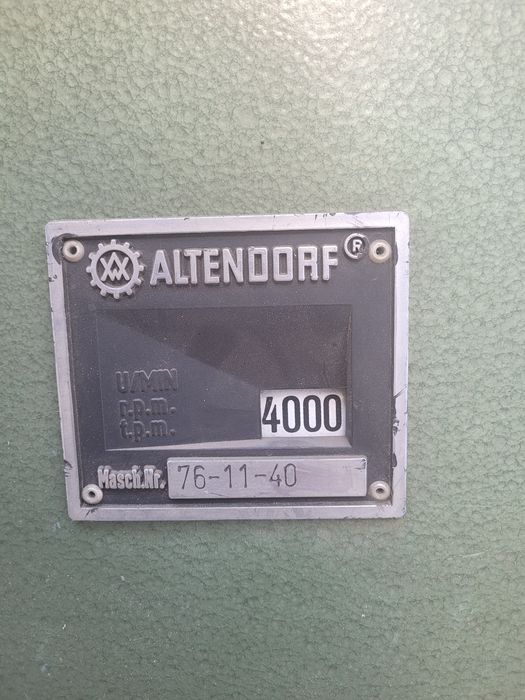 ALTENDORF ®
U/MIN
r.p.m.
t.p.m.
4000
Masch.Nr. 76-11-40